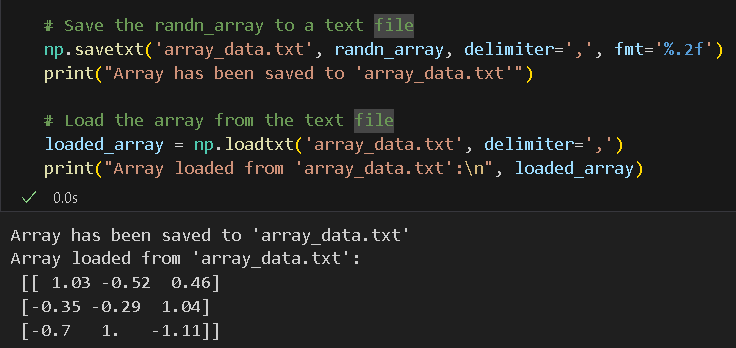 # Save the randn_array to a text file
np.savetxt('array_data.txt', randn_array, delimiter=',', fmt='%.2f')
print("Array has been saved to 'array_data.txt'")
# Load the array from the text file
loaded_array = np.loadtxt('array_data.txt', delimiter=',')
print("Array loaded from 'array_data.txt':\n", loaded_array)
0.0s
Array has been saved to 'array_data.txt'
Array loaded from 'array_data.txt':
 [[ 1.03 -0.52  0.46]
 [-0.35 -0.29  1.04]
 [-0.7   1.   -1.11]]